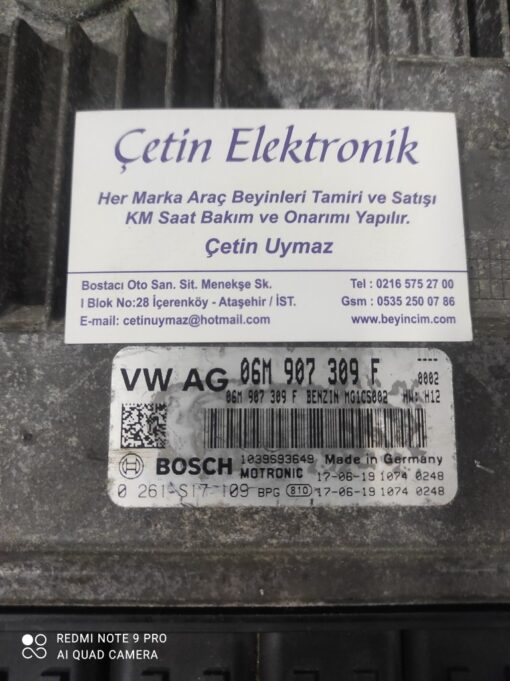 Çetin Elektronik
Her Marka Araç Beyinleri Tamiri ve Satışı
KM Saat Bakım ve Onarımı Yapılır.
Çetin Uymaz
Bostacı Oto San. Sit. Menekşe Sk. Tel : 0216 575 27 00
I Blok No:28 İçerenköy - Ataşehir / İST. Gsm : 0535 250 07 86
E-mail: cetinuymaz@hotmail.com www.beyincim.com
VW AG 06M 907 309 F ----
0002
06M 907 309 F BENZIN MG1CS002 HW: H12
BOSCH 1039S93649 Made in Germany
MOTRONIC 17-06-19 1074 0248
0 261 S17 109 BPG 810 17-06-19 1074 0248
REDMI NOTE 9 PRO
AI QUAD CAMERA